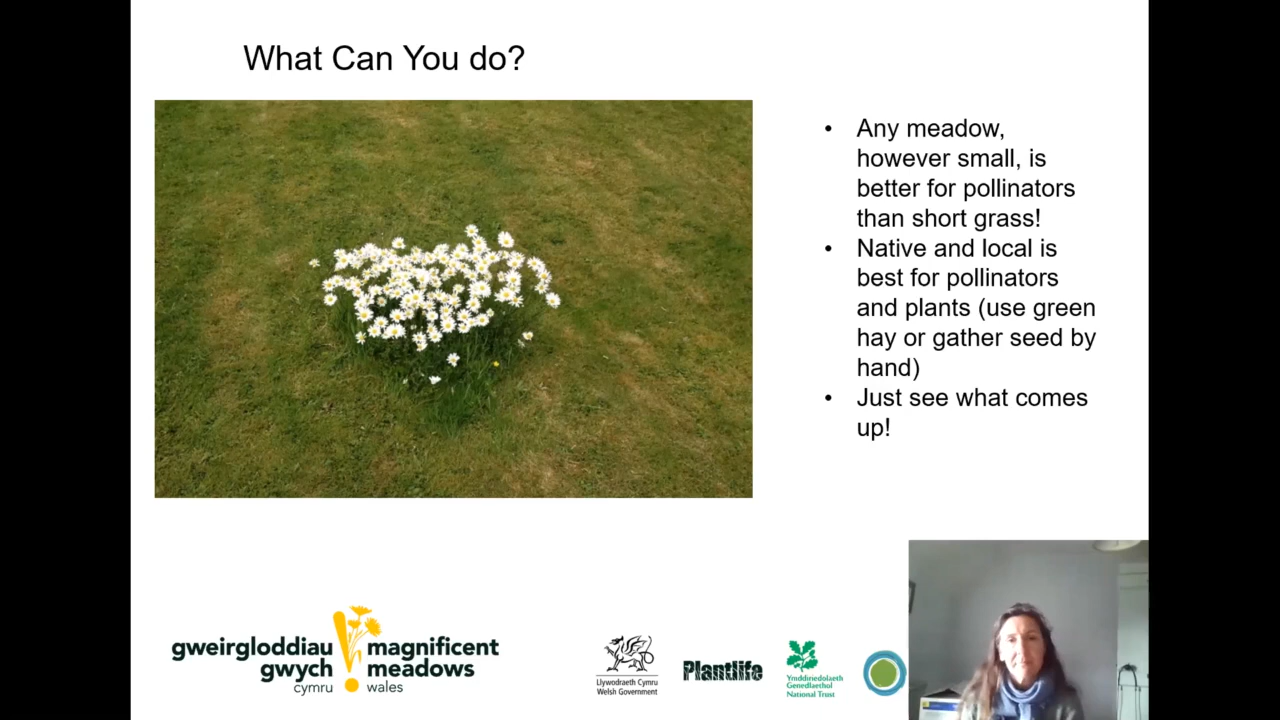 What Can You do?
• Any meadow,
however small, is
better for pollinators
than short grass!
• Native and local is
best for pollinators
and plants (use green
hay or gather seed by
hand)
• Just see what comes
up!
gweirgloddiau
gwych
cymru
magnificent
meadows
wales
Llywodraeth Cymru
Welsh Government
Plantlife
Ymddiriedolaeth
Genedlaethol
National Trust